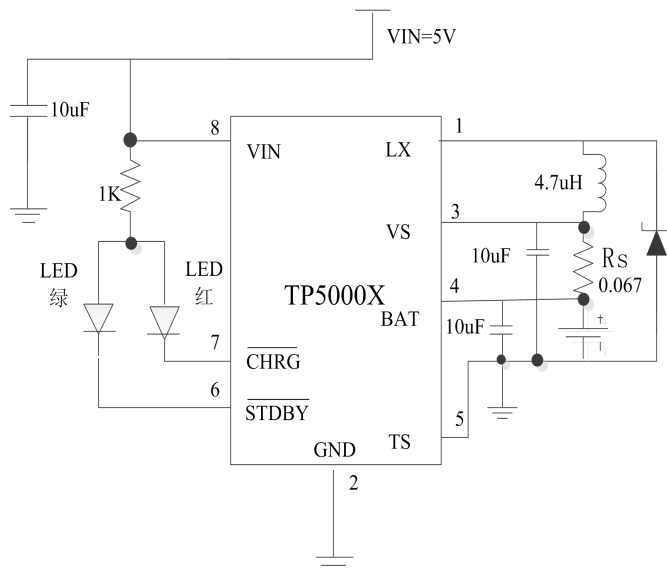 VIN=5V
10uF
8
VIN
LX
1
1K
4.7uH
3
VS
LED
绿
LED
红
10uF
Rs
0.067
TP5000X
4
BAT
10uF
7
CHRG
6
STDBY
5
TS
GND
2
+